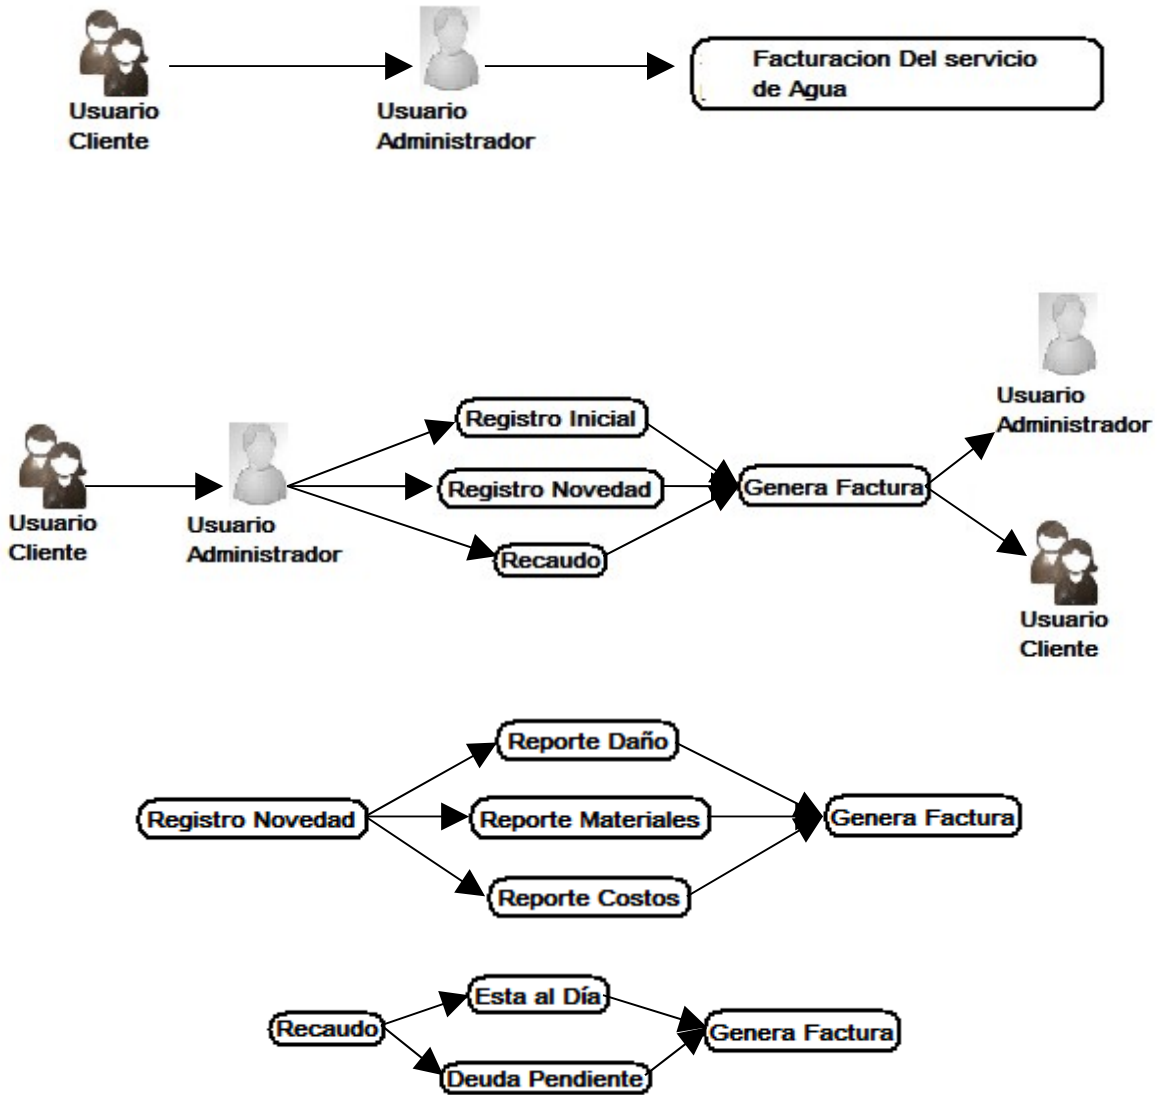 Facturacion Del servicio
de Agua
Usuario
Cliente
Usuario
Administrador
Usuario
Administrador
Registro Inicial
Registro Novedad
Genera Factura
Recaudo
Usuario
Cliente
Usuario
Administrador
Usuario
Cliente
Reporte Daño
Registro Novedad
Reporte Materiales
Genera Factura
Reporte Costos
Esta al Día
Recaudo
Genera Factura
Deuda Pendiente